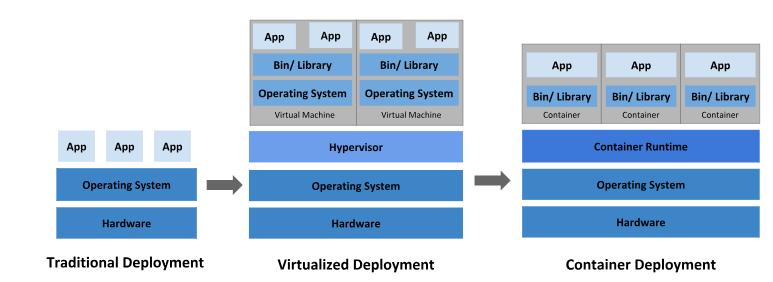 App App App
Operating System
Hardware
Traditional Deployment
App App App App
Bin/ Library Bin/ Library
Operating System Operating System
Virtual Machine Virtual Machine
Hypervisor
Operating System
Hardware
Virtualized Deployment
App App App
Bin/ Library Bin/ Library Bin/ Library
Container Container Container
Container Runtime
Operating System
Hardware
Container Deployment